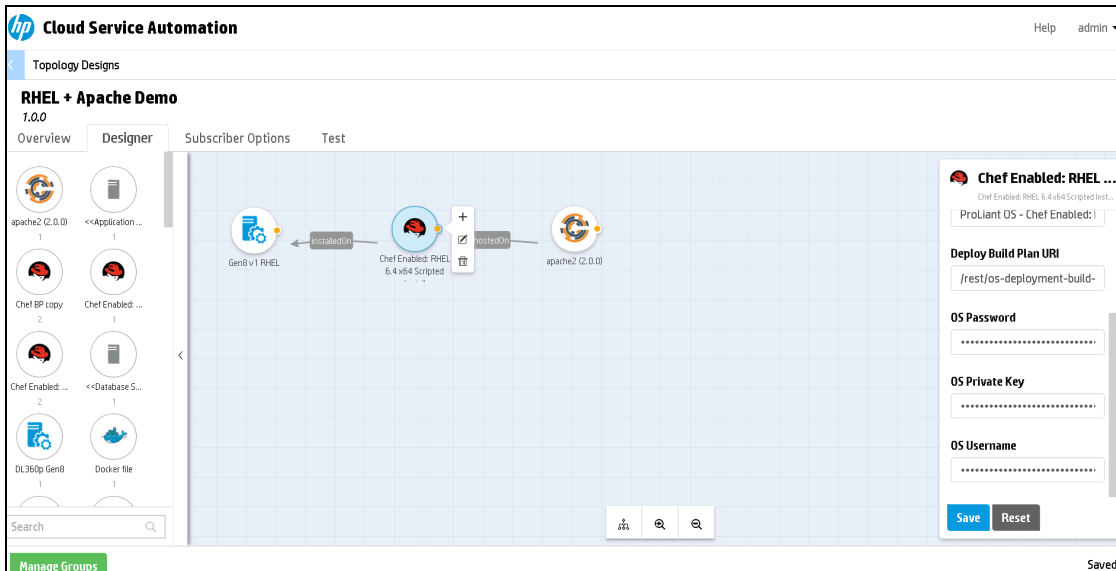 hp Cloud Service Automation
Help admin
Topology Designs
RHEL + Apache Demo
1.0.0
Overview Designer Subscriber Options Test
apache2 (2.0.0) <<Application ...
1 1
Chef BP copy Chef Enabled: ...
2 1
Chef Enabled: ... <<Database S...
2 1
DL360p Gen8 Docker file
1 1
Search
Manage Groups
Gen8 v1 RHEL
InstalledOn
Chef Enabled: RHEL
6.4 x64 Scripted
hostedOn
apache2 (2.0.0)
Chef Enabled: RHEL ...
Chef Enabled: RHEL 6.4 x64 Scripted Inst...
ProLiant OS - Chef Enabled: 
Deploy Build Plan URI
/rest/os-deployment-build-
OS Password
OS Private Key
OS Username
Save Reset
Saved